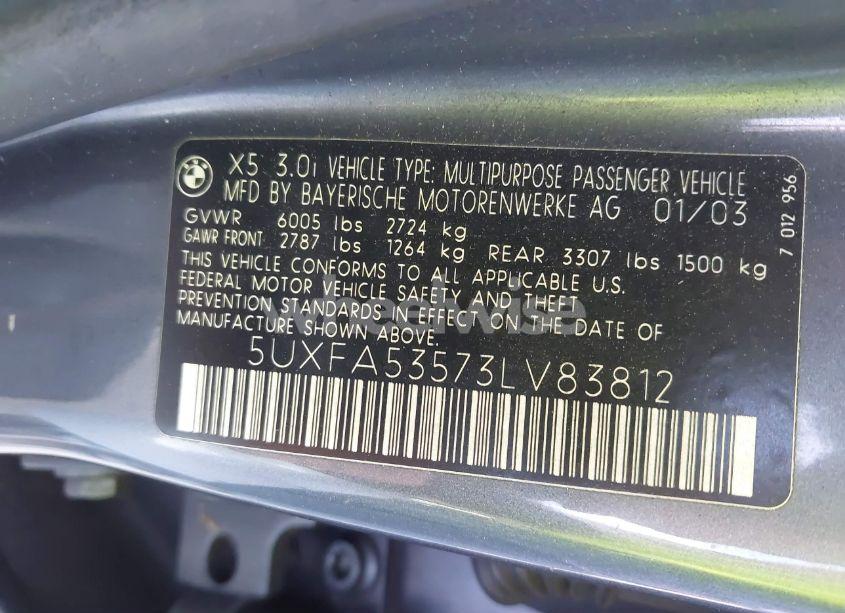 X5 3.0i VEHICLE TYPE: MULTIPURPOSE PASSENGER VEHICLE
MFD BY BAYERISCHE MOTORENWERKE AG 01/03
GVWR 6005 lbs 2724 kg
GAWR FRONT 2787 lbs 1264 kg REAR 3307 lbs 1500 kg
THIS VEHICLE CONFORMS TO ALL APPLICABLE U.S.
FEDERAL MOTOR VEHICLE SAFETY AND THEFT
PREVENTION STANDARDS IN EFFECT ON THE DATE OF
MANUFACTURE SHOWN ABOVE.
5UXFA53573LV83812
7 012 956
wheelwise